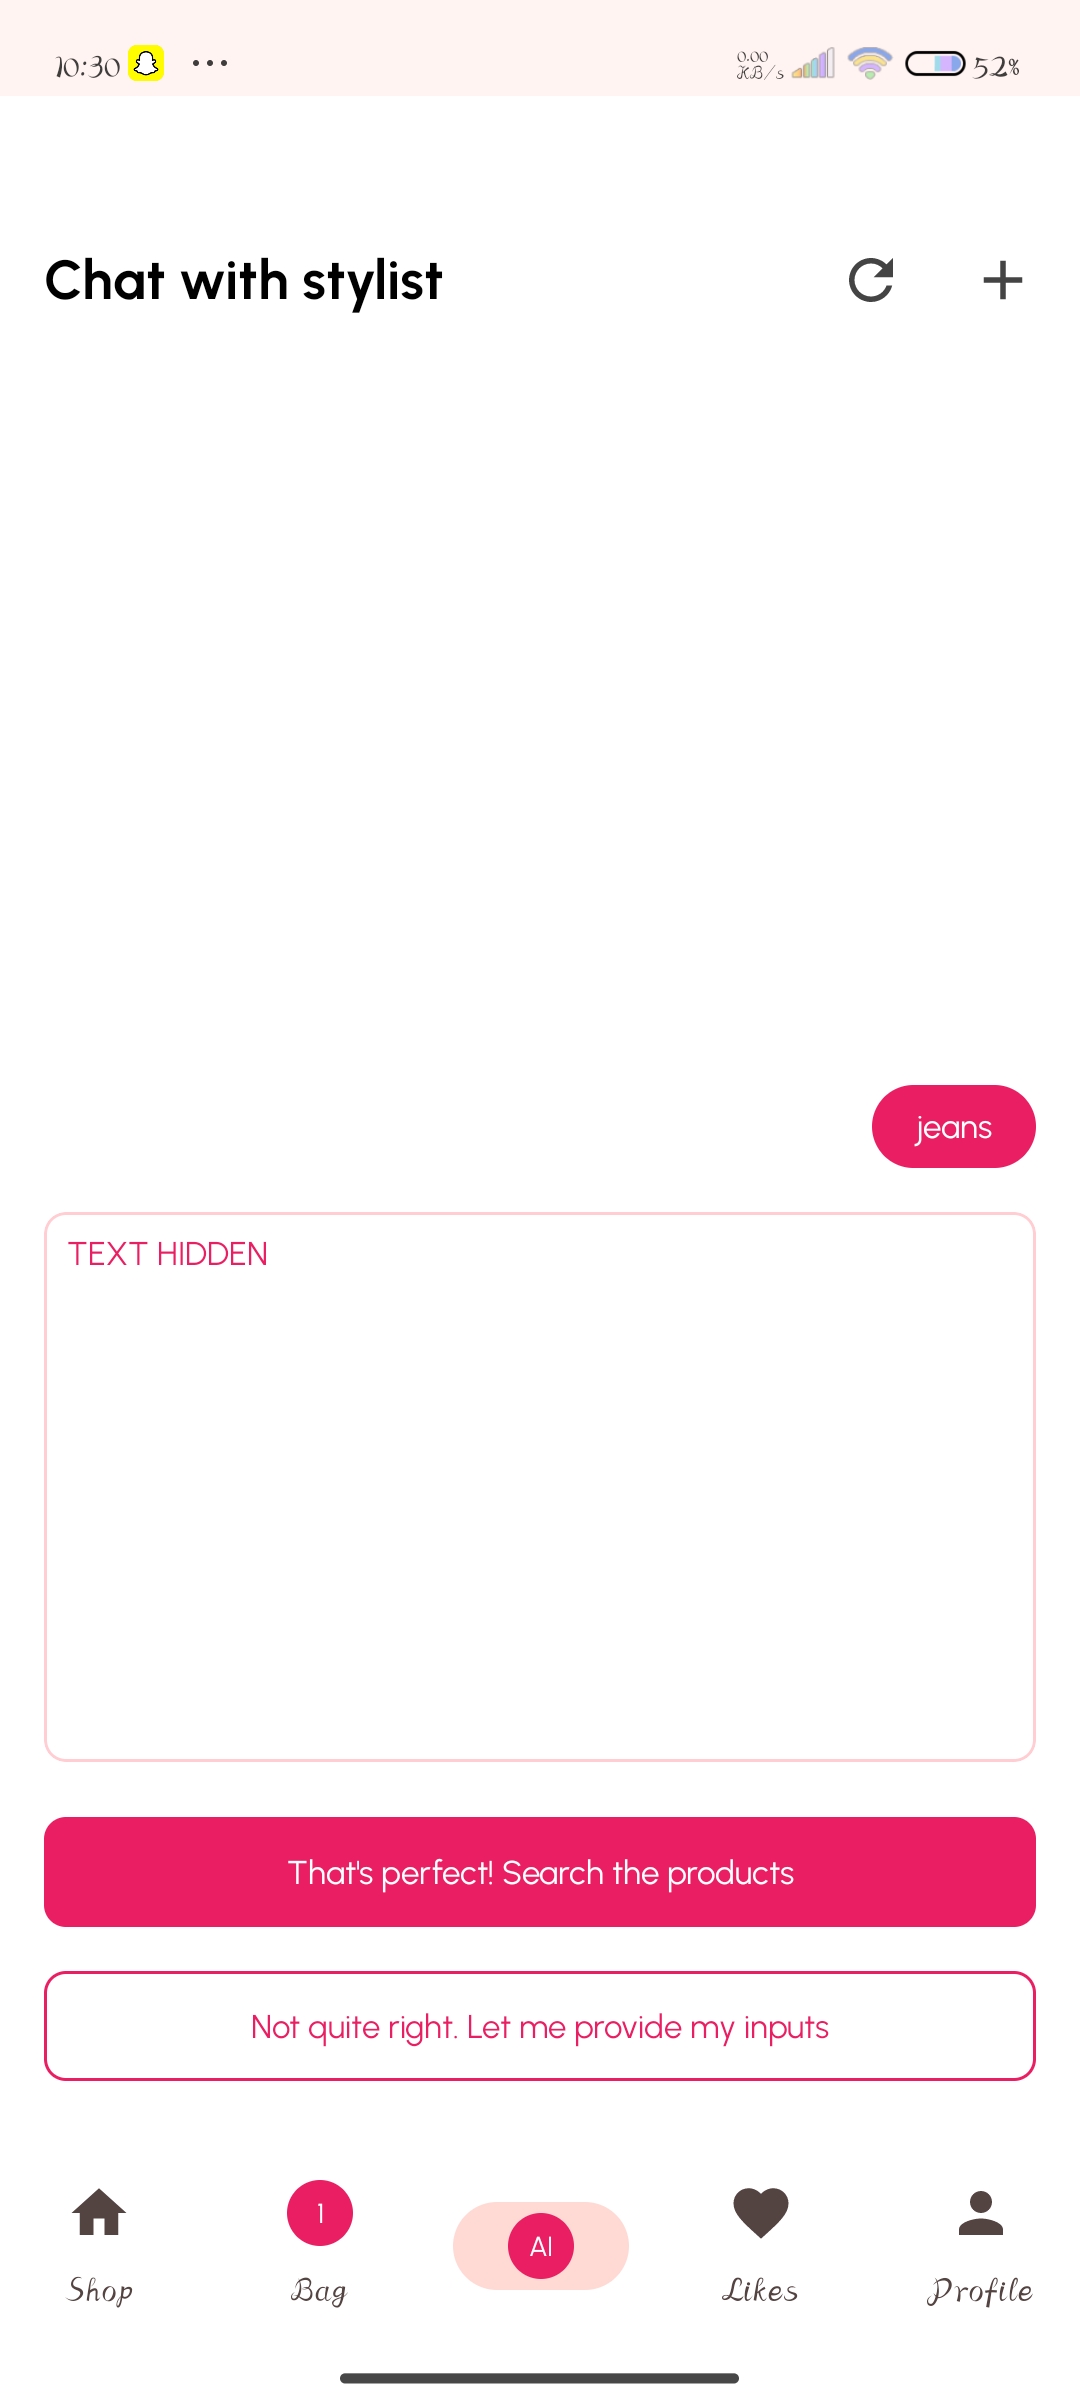 10:30
0.00
KB/s
52%
Chat with stylist
jeans
TEXT HIDDEN
That's perfect! Search the products
Not quite right. Let me provide my inputs
1
AI
Shop
Bag
Likes
Profile